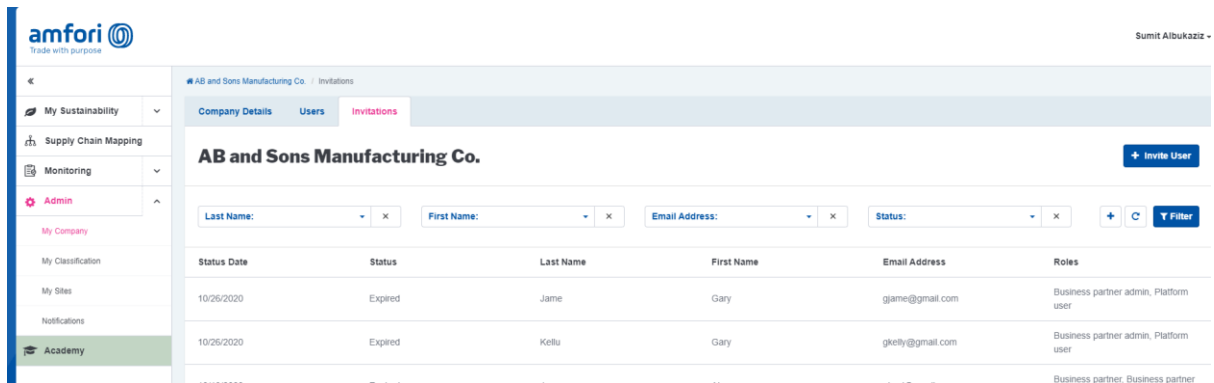 amfori
Trade with purpose
Sumit Albukaziz
«
AB and Sons Manufacturing Co. / Invitations
My Sustainability
Company Details Users Invitations
Supply Chain Mapping
AB and Sons Manufacturing Co.
+ Invite User
Monitoring
Admin
Last Name: × First Name: × Email Address: × Status: × + Filter
My Company
My Classification
Status Date Status Last Name First Name Email Address Roles
My Sites
10/26/2020 Expired Jame Gary gjame@gmail.com Business partner admin, Platform
user
Notifications
10/26/2020 Expired Kellu Gary gkelly@gmail.com Business partner admin, Platform
user
Academy
Business partner, Business partner